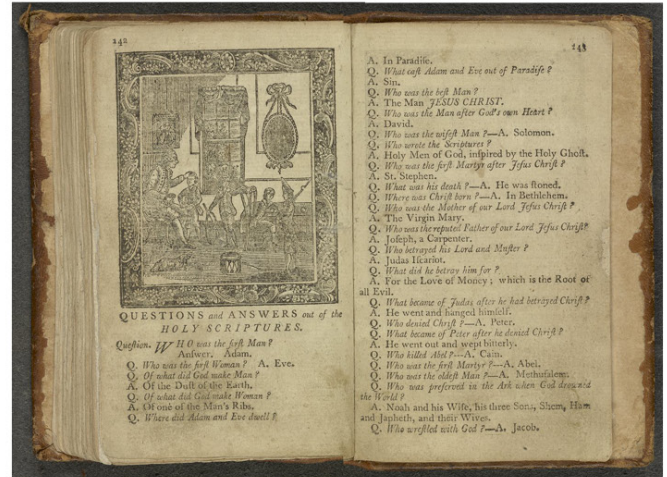 242
QUESTIONS and ANSWERS out of the
HOLY SCRIPTURES.
Question. WHO was the first Man?
Answer. Adam.
Q. Who was the first Woman? A. Eve.
Q. Of what did God make Man?
A. Of the Dust of the Earth.
Q. Of what did God make Woman?
A. Of one of the Man's Ribs.
Q. Where did Adam and Eve dwell?
143
A. In Paradiſe.
Q. What caſt Adam and Eve out of Paradiſe?
A. Sin.
Q. Who was the beſt Man?
A. The Man JESUS CHRIST.
Q. Who was the Man after God's own Heart?
A. David.
Q. Who was the wiſeſt Man?—A. Solomon.
Q. Who wrote the Scriptures?
A. Holy Men of God, inſpired by the Holy Ghoſt.
Q. Who was the firſt Martyr after Jeſus Chriſt?
A. St. Stephen.
Q. What was his death?—A. He was ſtoned.
Q. Where was Chriſt born?—A. In Bethlehem.
Q. Who was the Mother of our Lord Jeſus Chriſt?
A. The Virgin Mary.
Q. Who was the reputed Father of our Lord Jeſus Chriſt?
A. Joſeph, a Carpenter.
Q. Who betrayed his Lord and Maſter?
A. Judas Iſcariot.
Q. What did he betray him for?
A. For the Love of Money; which is the Root of
all Evil.
Q. What became of Judas after he had betrayed Chriſt?
A. He went and hanged himſelf.
Q. Who denied Chriſt?—A. Peter.
Q. What became of Peter after he denied Chriſt?
A. He went out and wept bitterly.
Q. Who killed Abel?—A. Cain.
Q. Who was the firſt Martyr?—A. Abel.
Q. Who was the oldeſt Man?—A. Methuſalem.
Q. Who was preſerved in the Ark when God drowned
the World?
A. Noah and his Wife, his three Sons, Shem, Ham
and Japheth, and their Wives.
Q. Who wreſtled with God?—A. Jacob.